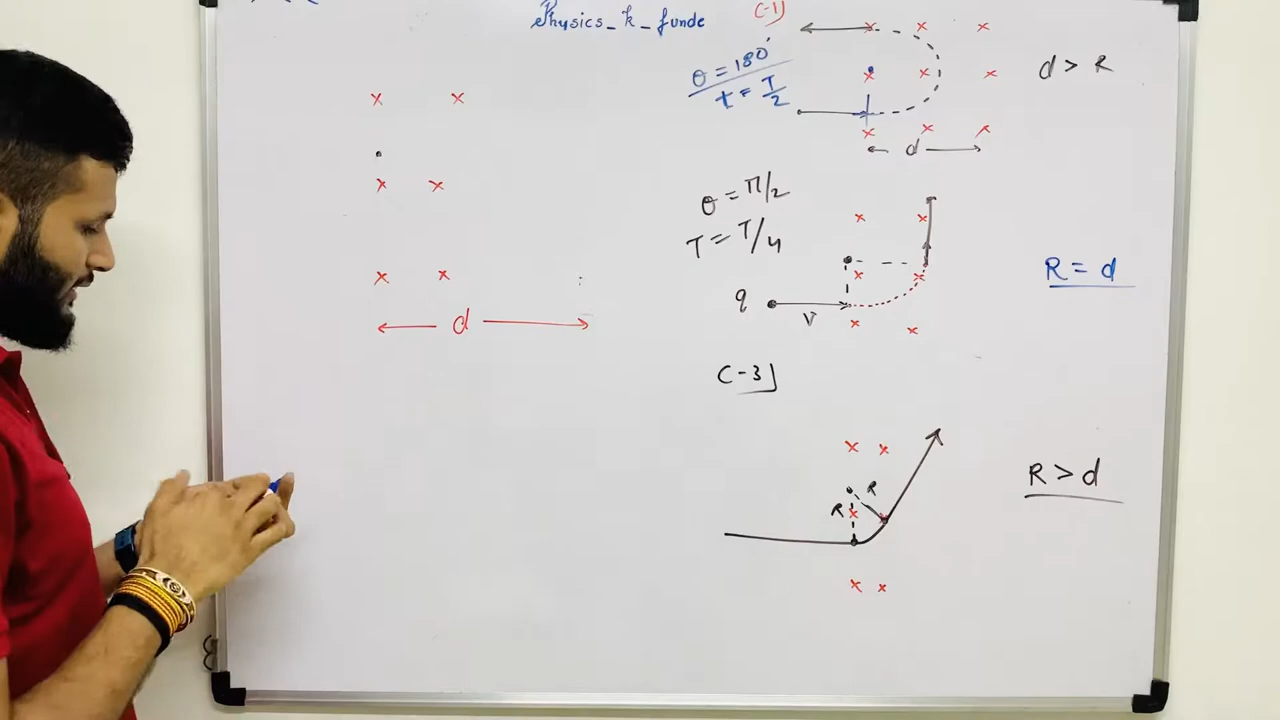 Physics_k_funde
(-1)
θ = 180°
t = T/2
d > R
d
θ = π/2
T = T/4
q
v
R = d
d
C-3]
R
R
R > d